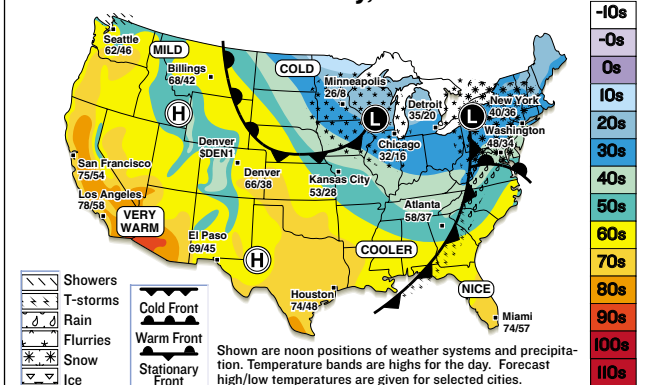 Seattle
62/46
MILD
Billings
68/42
COLD
Minneapolis
26/8
Detroit
35/20
New York
40/36
Washington
48/34
H
L
L
Chicago
32/16
Denver
$DEN1
Denver
66/38
Kansas City
53/28
San Francisco
75/54
Los Angeles
78/58
VERY
WARM
El Paso
69/45
H
Atlanta
58/37
COOLER
NICE
Houston
74/48
Miami
74/57
-10s
-0s
0s
10s
20s
30s
40s
50s
60s
70s
80s
90s
100s
110s
Showers
T-storms
Rain
Flurries
Snow
Ice
Cold Front
Warm Front
Stationary
Front
Shown are noon positions of weather systems and precipita-
tion. Temperature bands are highs for the day. Forecast
high/low temperatures are given for selected cities.